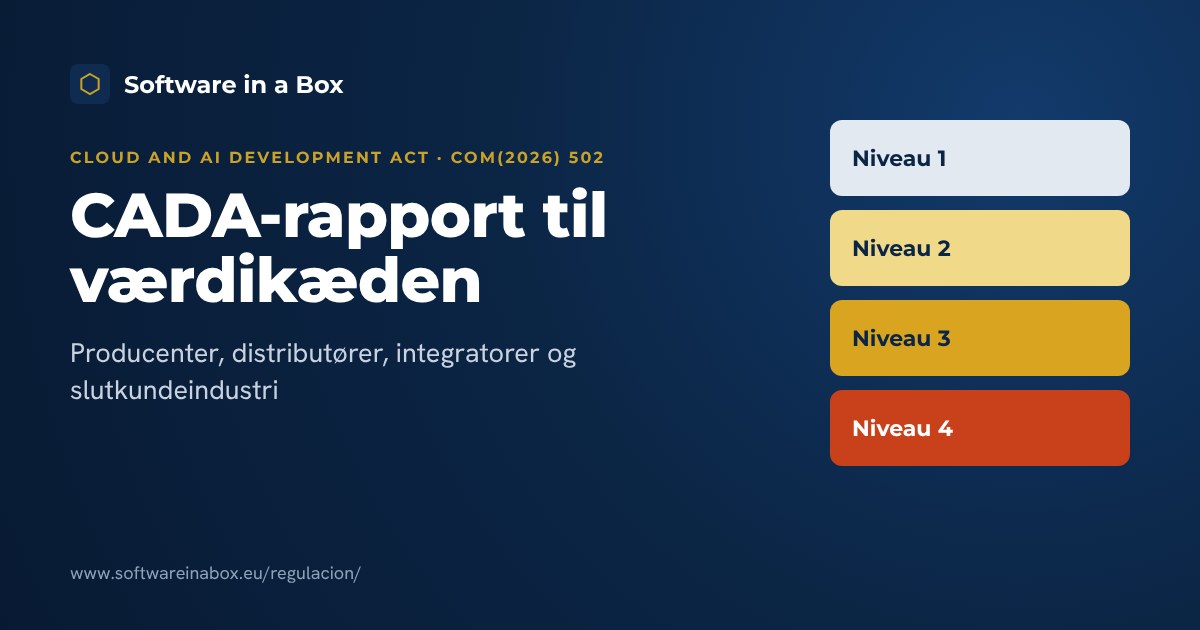 Software in a Box
CLOUD AND AI DEVELOPMENT ACT · COM(2026) 502
CADA-rapport til
værdikæden
Producenter, distributører, integratorer og
slutkundeindustri
Niveau 1
Niveau 2
Niveau 3
Niveau 4
www.softwareinabox.eu/regulacion/